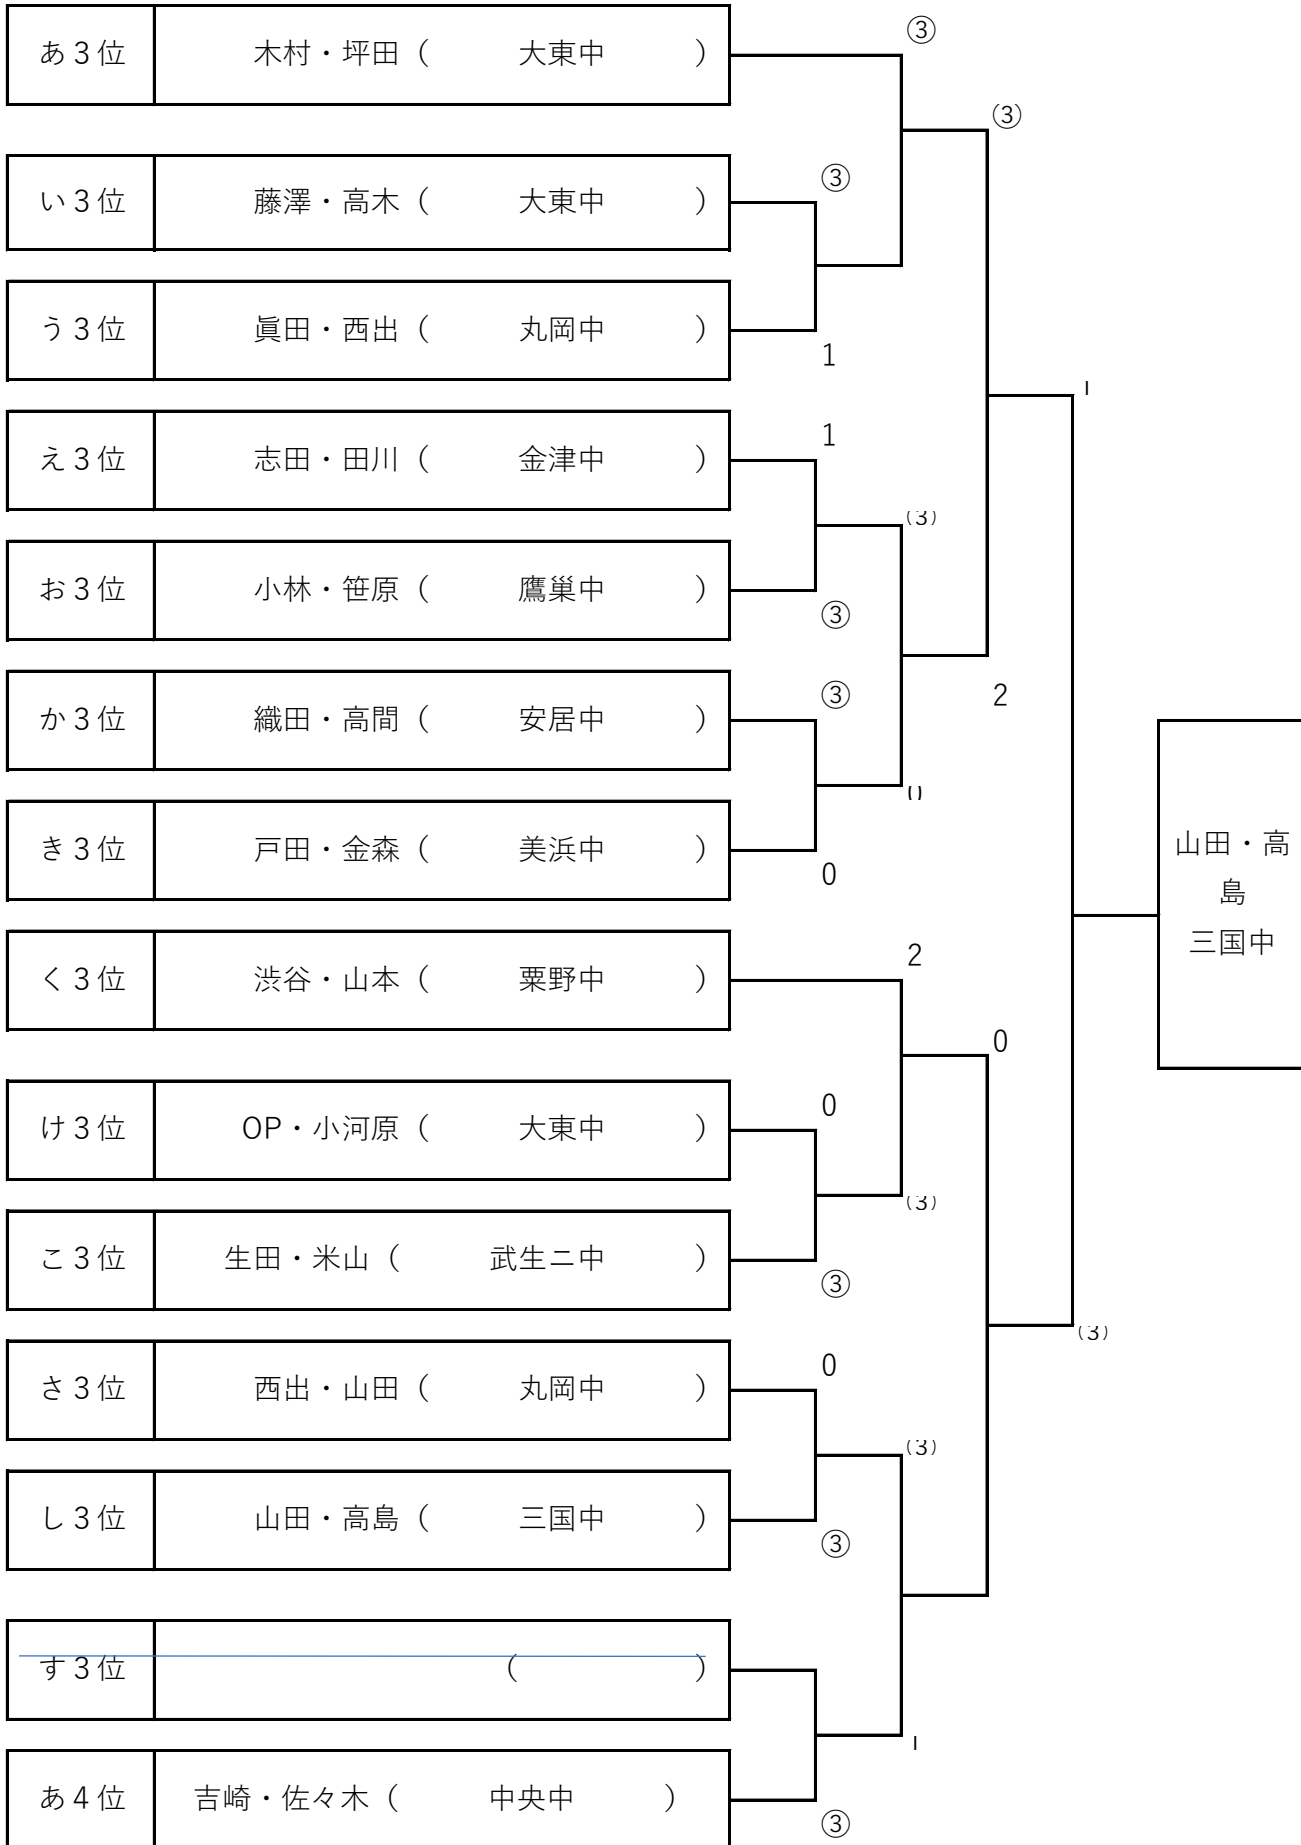 ③
あ３位 木村・坪田（ 大東中 ）
③
③
い３位 藤澤・高木（ 大東中 ）
う３位 眞田・西出（ 丸岡中 ）
1
1
1
え３位 志田・田川（ 金津中 ）
③
お３位 小林・笹原（ 鷹巣中 ）
③
③
2
か３位 織田・高間（ 安居中 ）
0
き３位 戸田・金森（ 美浜中 ）
0
山田・高
島
三国中
2
く３位 渋谷・山本（ 粟野中 ）
0
0
け３位 OP・小河原（ 大東中 ）
③
こ３位 生田・米山（ 武生ニ中 ）
③
③
0
さ３位 西出・山田（ 丸岡中 ）
③
し３位 山田・高島（ 三国中 ）
③
す３位 （ ）
1
あ４位 吉崎・佐々木（ 中央中 ）
③